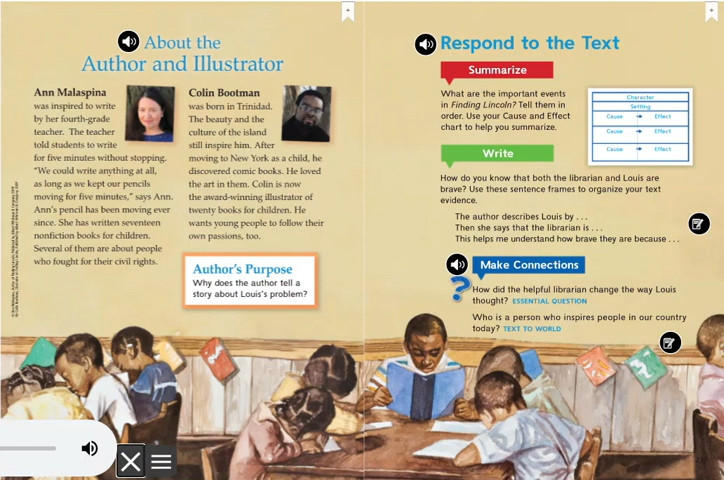 About the
Author and Illustrator
Ann Malaspina
was inspired to write
by her fourth-grade
teacher. The teacher
told students to write
for five minutes without stopping.
"We could write anything at all,
as long as we kept our pencils
moving for five minutes," says Ann.
Ann's pencil has been moving ever
since. She has written seventeen
nonfiction books for children.
Several of them are about people
who fought for their civil rights.
Colin Bootman
was born in Trinidad.
The beauty and the
culture of the island
still inspire him. After
moving to New York as a child, he
discovered comic books. He loved
the art in them. Colin is now
the award-winning illustrator of
twenty books for children. He
wants young people to follow their
own passions, too.
Author's Purpose
Why does the author tell a
story about Louis's problem?
Respond to the Text
Summarize
What are the important events
in Finding Lincoln? Tell them in
order. Use your Cause and Effect
chart to help you summarize.
Character
Setting
Cause → Effect
Cause → Effect
Cause → Effect
Write
How do you know that both the librarian and Louis are
brave? Use these sentence frames to organize your text
evidence.
The author describes Louis by . . .
Then she says that the librarian is . . .
This helps me understand how brave they are because . . .
Make Connections
?
How did the helpful librarian change the way Louis
thought? ESSENTIAL QUESTION
Who is a person who inspires people in our country
today? TEXT TO WORLD